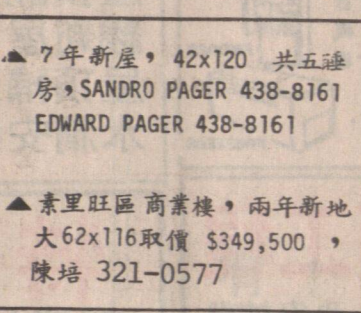 ▲ 7年新屋，42x120 共五睡
房，SANDRO PAGER 438-8161
EDWARD PAGER 438-8161
▲素里旺區商業樓，兩年新地
大62x116取價 $349,500 ，
陳培 321-0577